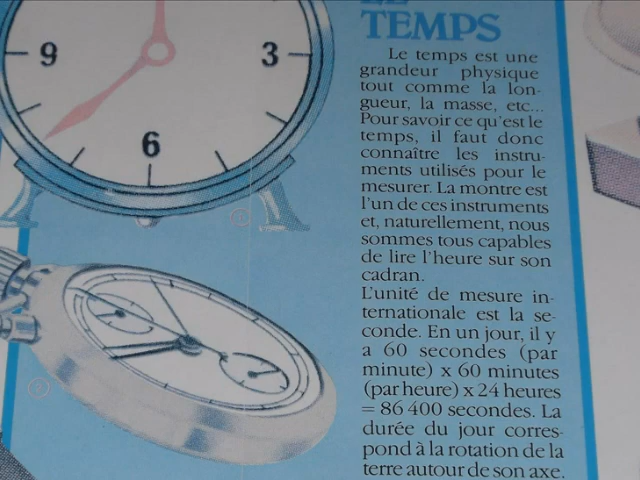 LE
TEMPS
Le temps est une
grandeur physique
tout comme la lon-
gueur, la masse, etc...
Pour savoir ce qu'est le
temps, il faut donc
connaître les instru-
ments utilisés pour le
mesurer. La montre est
l'un de ces instruments
et, naturellement, nous
sommes tous capables
de lire l'heure sur son
cadran.
L'unité de mesure in-
ternationale est la se-
conde. En un jour, il y
a 60 secondes (par
minute) x 60 minutes
(par heure) x 24 heures
= 86 400 secondes. La
durée du jour corres-
pond à la rotation de la
terre autour de son axe.
9
3
6